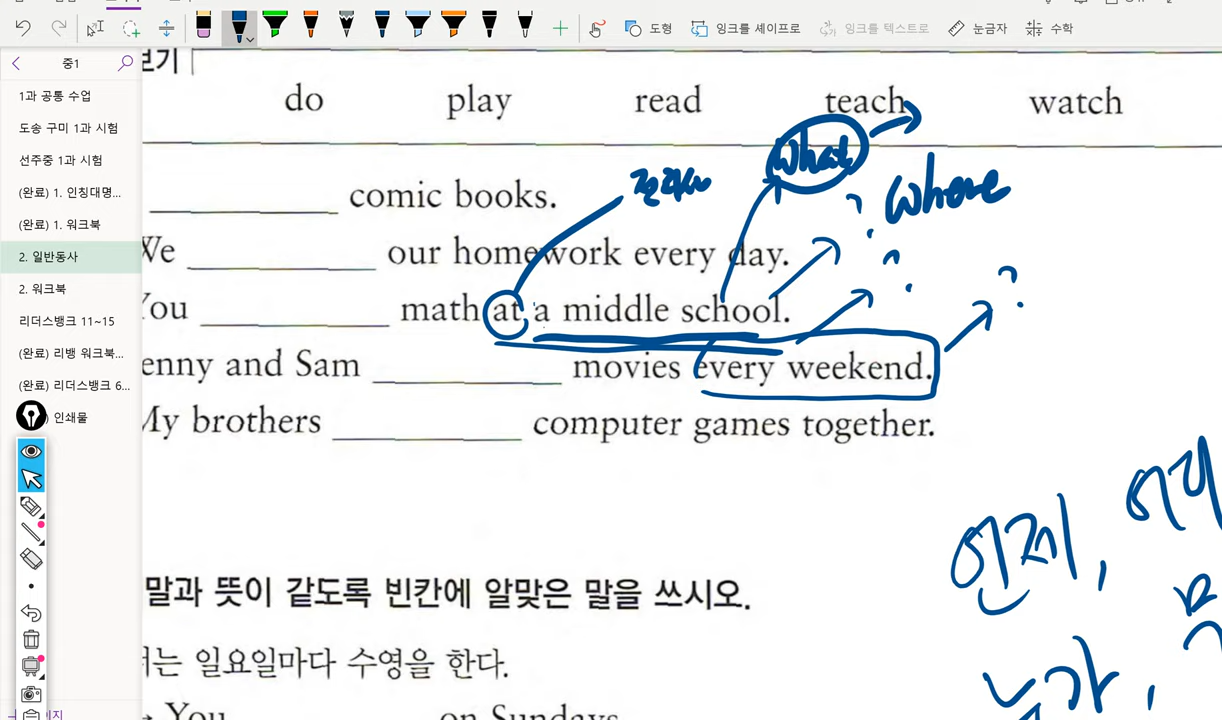 도형
잉크를 셰이프로
잉크를 텍스트로
눈금자
수학
중1
1과 공통 수업
도송 구미 1과 시험
선주중 1과 시험
(완료) 1. 인칭대명...
(완료) 1. 워크북
2. 일반동사
2. 워크북
리더스뱅크 11~15
(완료) 리뱅 워크북...
(완료) 리더스뱅크 6...
인쇄물
보기
do play read teach watch
what
전치사
where
comic books.
We our homework every day.
You math at a middle school.
enny and Sam movies every weekend.
My brothers computer games together.
?
?
?
언제,
누가,
말과 뜻이 같도록 빈칸에 알맞은 말을 쓰시오.
는 일요일마다 수영을 한다.
You on Sundays